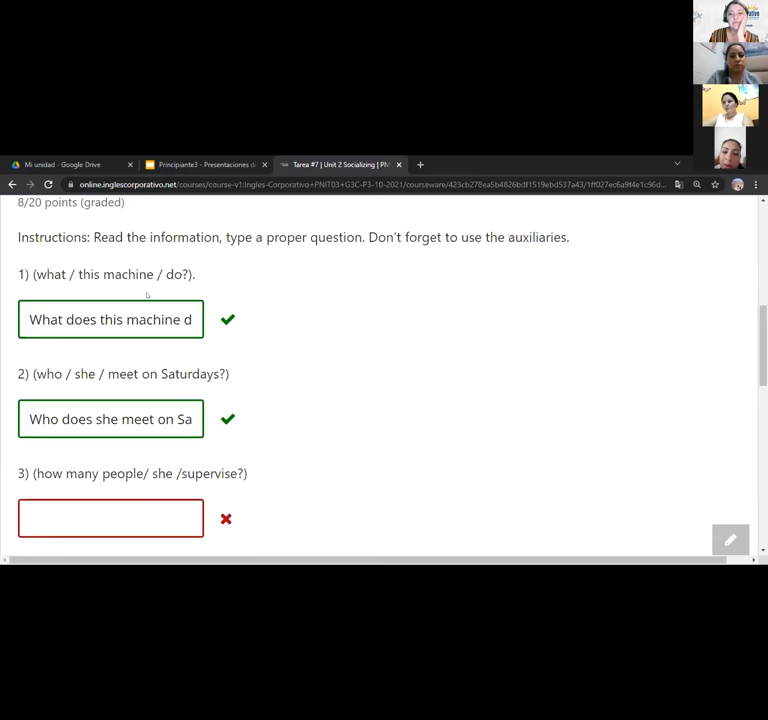 Mi unidad - Google Drive
Principiante3 - Presentaciones d
Tarea #7 | Unit 2 Socializing | PN
8/20 points (graded)
Instructions: Read the information, type a proper question. Don't forget to use the auxiliaries.
1) (what / this machine / do?).
What does this machine d
2) (who / she / meet on Saturdays?)
Who does she meet on Sa
3) (how many people/ she /supervise?)